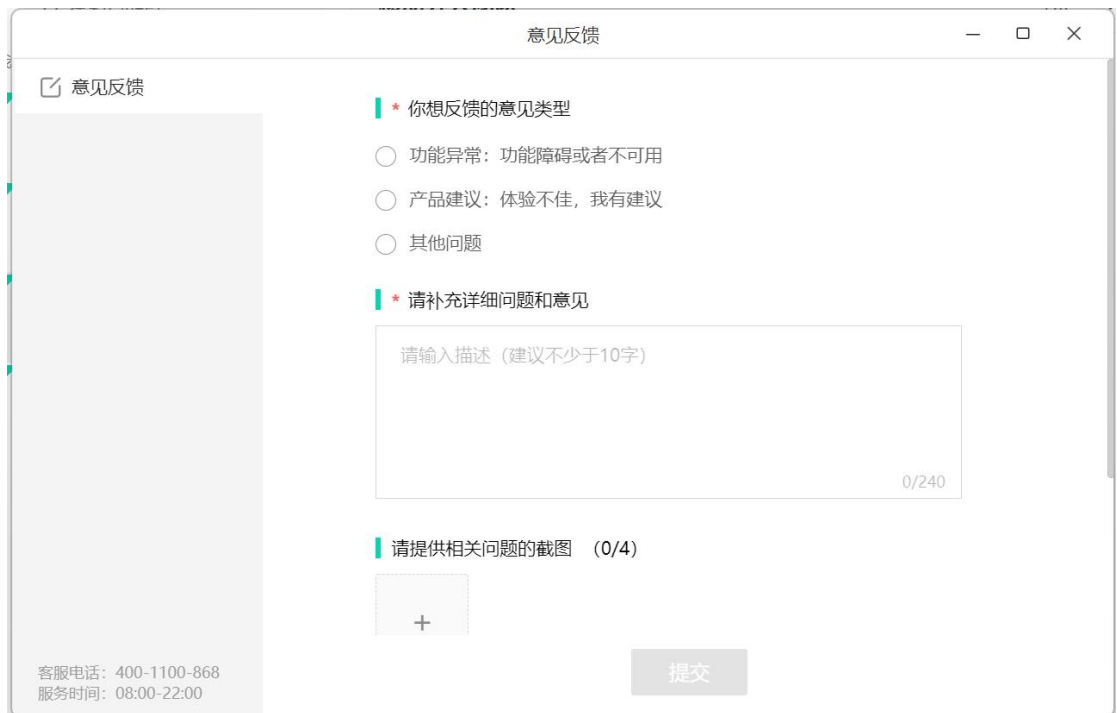 意见反馈
意见反馈
* 你想反馈的意见类型
功能异常：功能障碍或者不可用
产品建议：体验不佳，我有建议
其他问题
* 请补充详细问题和意见
请输入描述（建议不少于10字）
0/240
请提供相关问题的截图 （0/4）
+
提交
客服电话：400-1100-868
服务时间：08:00-22:00